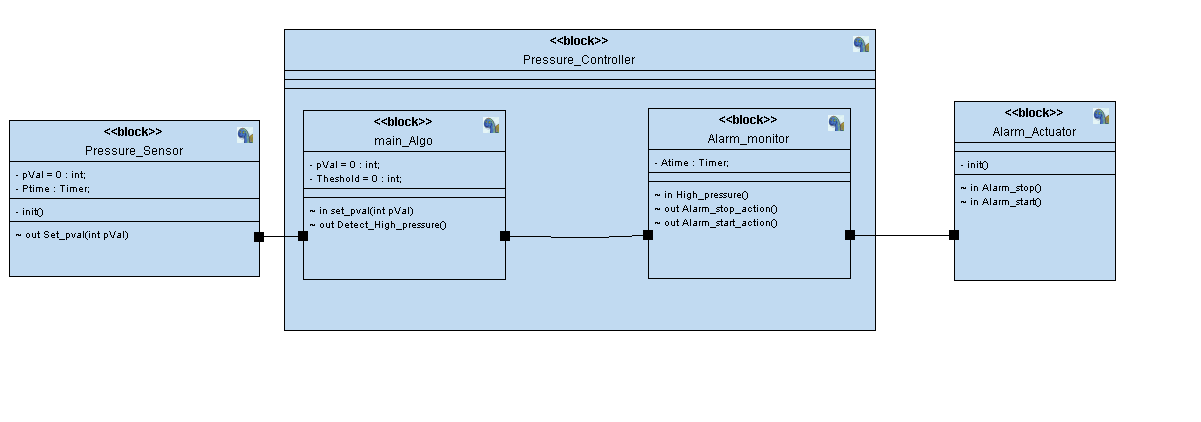 <<block>>
Pressure_Controller
<<block>>
Pressure_Sensor
- pVal = 0 : int;
- Ptime : Timer;
- init()
~ out Set_pval(int pVal)
<<block>>
main_Algo
- pVal = 0 : int;
- Theshold = 0 : int;
~ in set_pval(int pVal)
~ out Detect_High_pressure()
<<block>>
Alarm_monitor
- Atime : Timer;
~ in High_pressure()
~ out Alarm_stop_action()
~ out Alarm_start_action()
<<block>>
Alarm_Actuator
- init()
~ in Alarm_stop()
~ in Alarm_start()